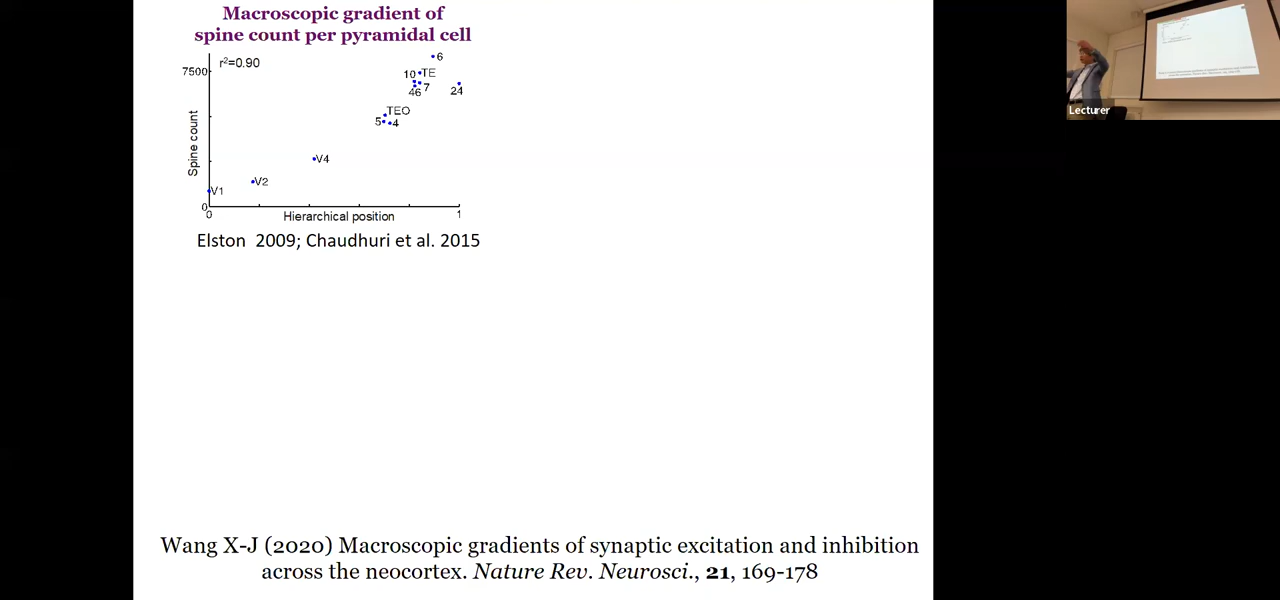 Macroscopic gradient of
spine count per pyramidal cell
r²=0.90
6
7500
10 TE
46 7
24
TEO
5 4
V4
V2
V1
0
Spine count
0
Hierarchical position
1
Elston 2009; Chaudhuri et al. 2015
Wang X-J (2020) Macroscopic gradients of synaptic excitation and inhibition
across the neocortex. Nature Rev. Neurosci., 21, 169-178
Lecturer